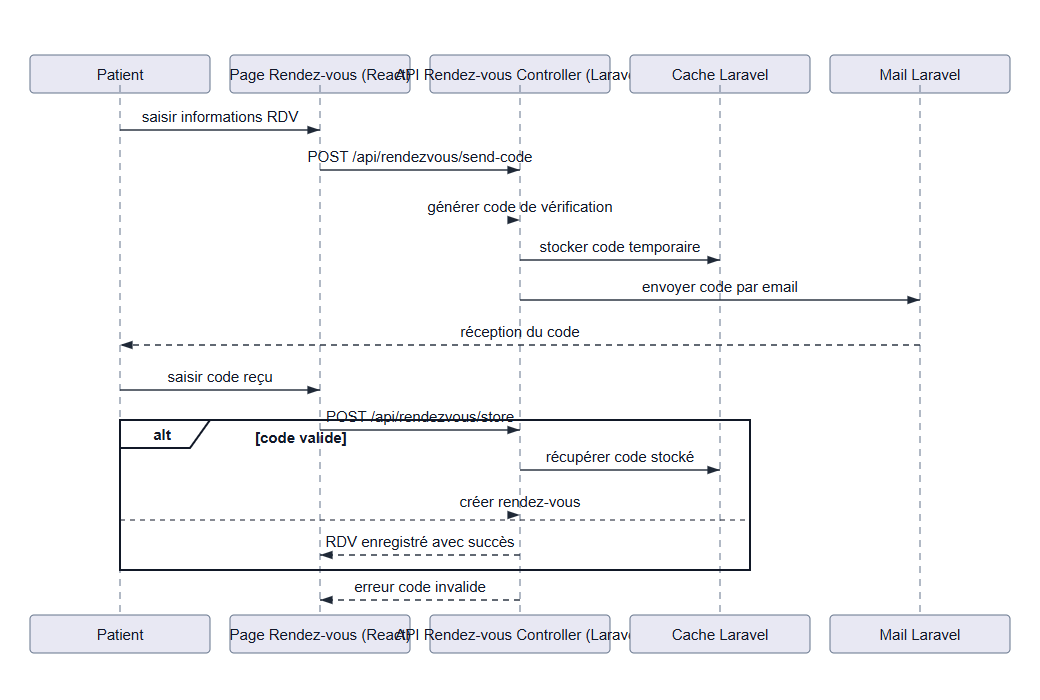 Patient
Page Rendez-vous (React)
API Rendez-vous Controller (Larav
Cache Laravel
Mail Laravel
saisir informations RDV
POST /api/rendezvous/send-code
générer code de vérification
stocker code temporaire
envoyer code par email
réception du code
saisir code reçu
POST /api/rendezvous/store
alt
[code valide]
récupérer code stocké
créer rendez-vous
RDV enregistré avec succès
erreur code invalide
Patient
Page Rendez-vous (React)
API Rendez-vous Controller (Larav
Cache Laravel
Mail Laravel